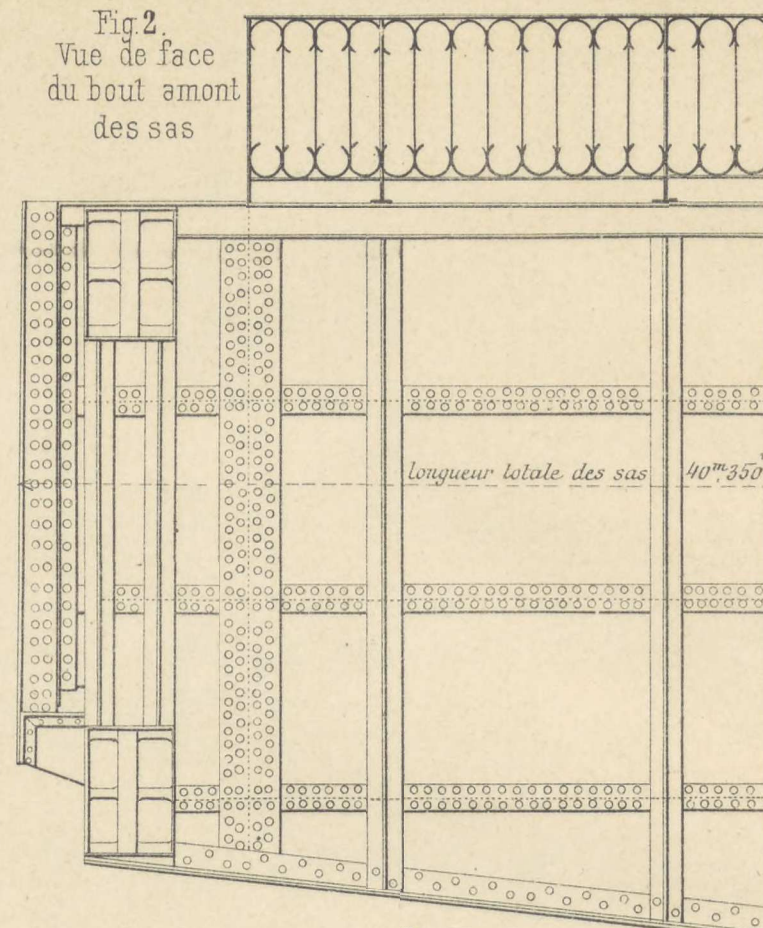 Fig. 2.
Vue de face
du bout amont
des sas
longueur totale des sas 40m,350